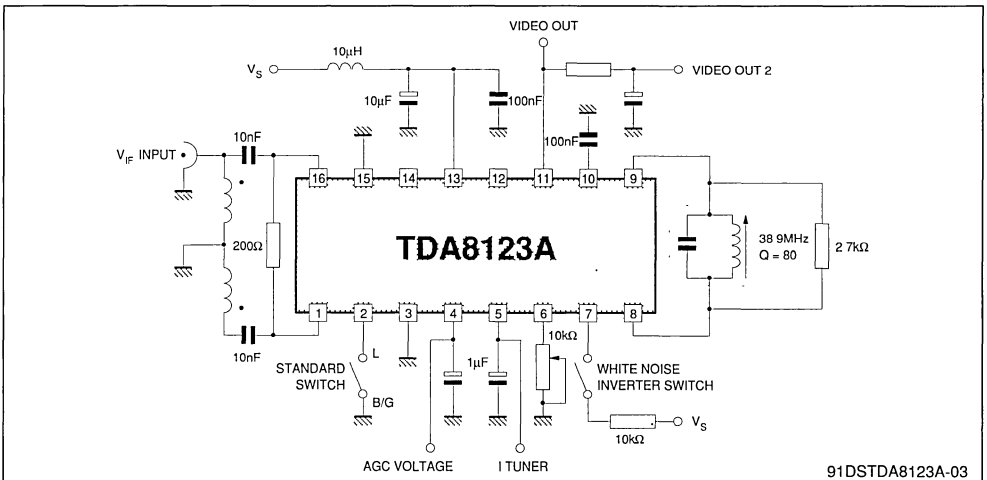 VIDEO OUT
10µH
VS
VIDEO OUT 2
10µF
100nF
100nF
10nF
VIF INPUT
16 15 14 13 12 11 10 9
200Ω
TDA8123A
38 9MHz
Q = 80
2 7kΩ
1 2 3 4 5 6 7 8
10nF
STANDARD
SWITCH
L
B/G
1µF
10kΩ
WHITE NOISE
INVERTER SWITCH
VS
10kΩ
AGC VOLTAGE
I TUNER
91DSTDA8123A-03